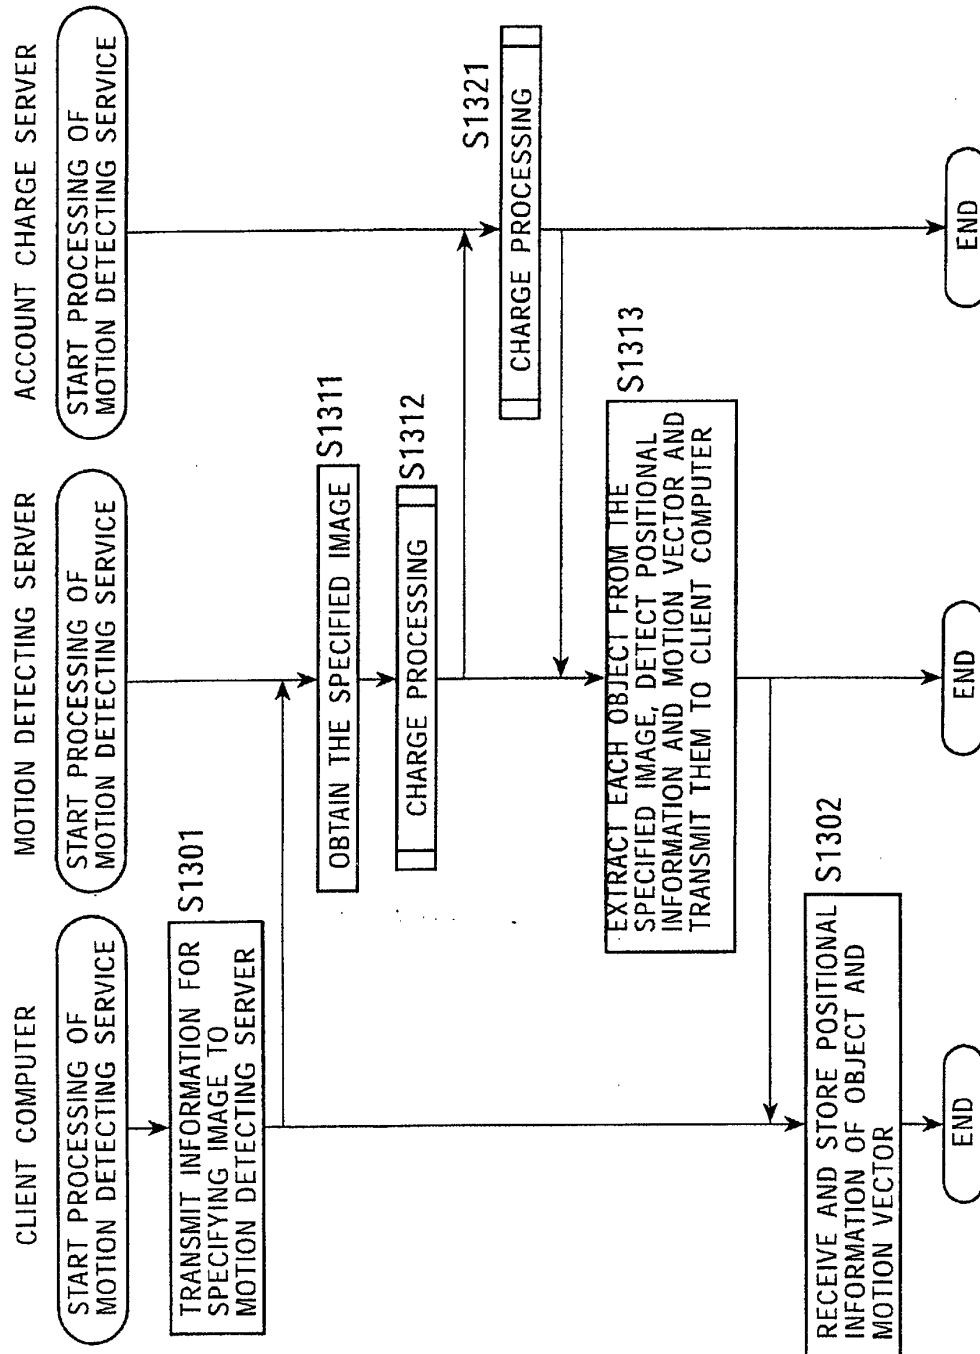 CLIENT COMPUTER
START PROCESSING OF
MOTION DETECTING SERVICE
S1301
TRANSMIT INFORMATION FOR
SPECIFYING IMAGE TO
MOTION DETECTING SERVER
RECEIVE AND STORE POSITIONAL
INFORMATION OF OBJECT AND
MOTION VECTOR
S1302
END
MOTION DETECTING SERVER
START PROCESSING OF
MOTION DETECTING SERVICE
S1311
OBTAIN THE SPECIFIED IMAGE
S1312
CHARGE PROCESSING
S1313
EXTRACT EACH OBJECT FROM THE
SPECIFIED IMAGE, DETECT POSITIONAL
INFORMATION AND MOTION VECTOR AND
TRANSMIT THEM TO CLIENT COMPUTER
END
ACCOUNT CHARGE SERVER
START PROCESSING OF
MOTION DETECTING SERVICE
S1321
CHARGE PROCESSING
END